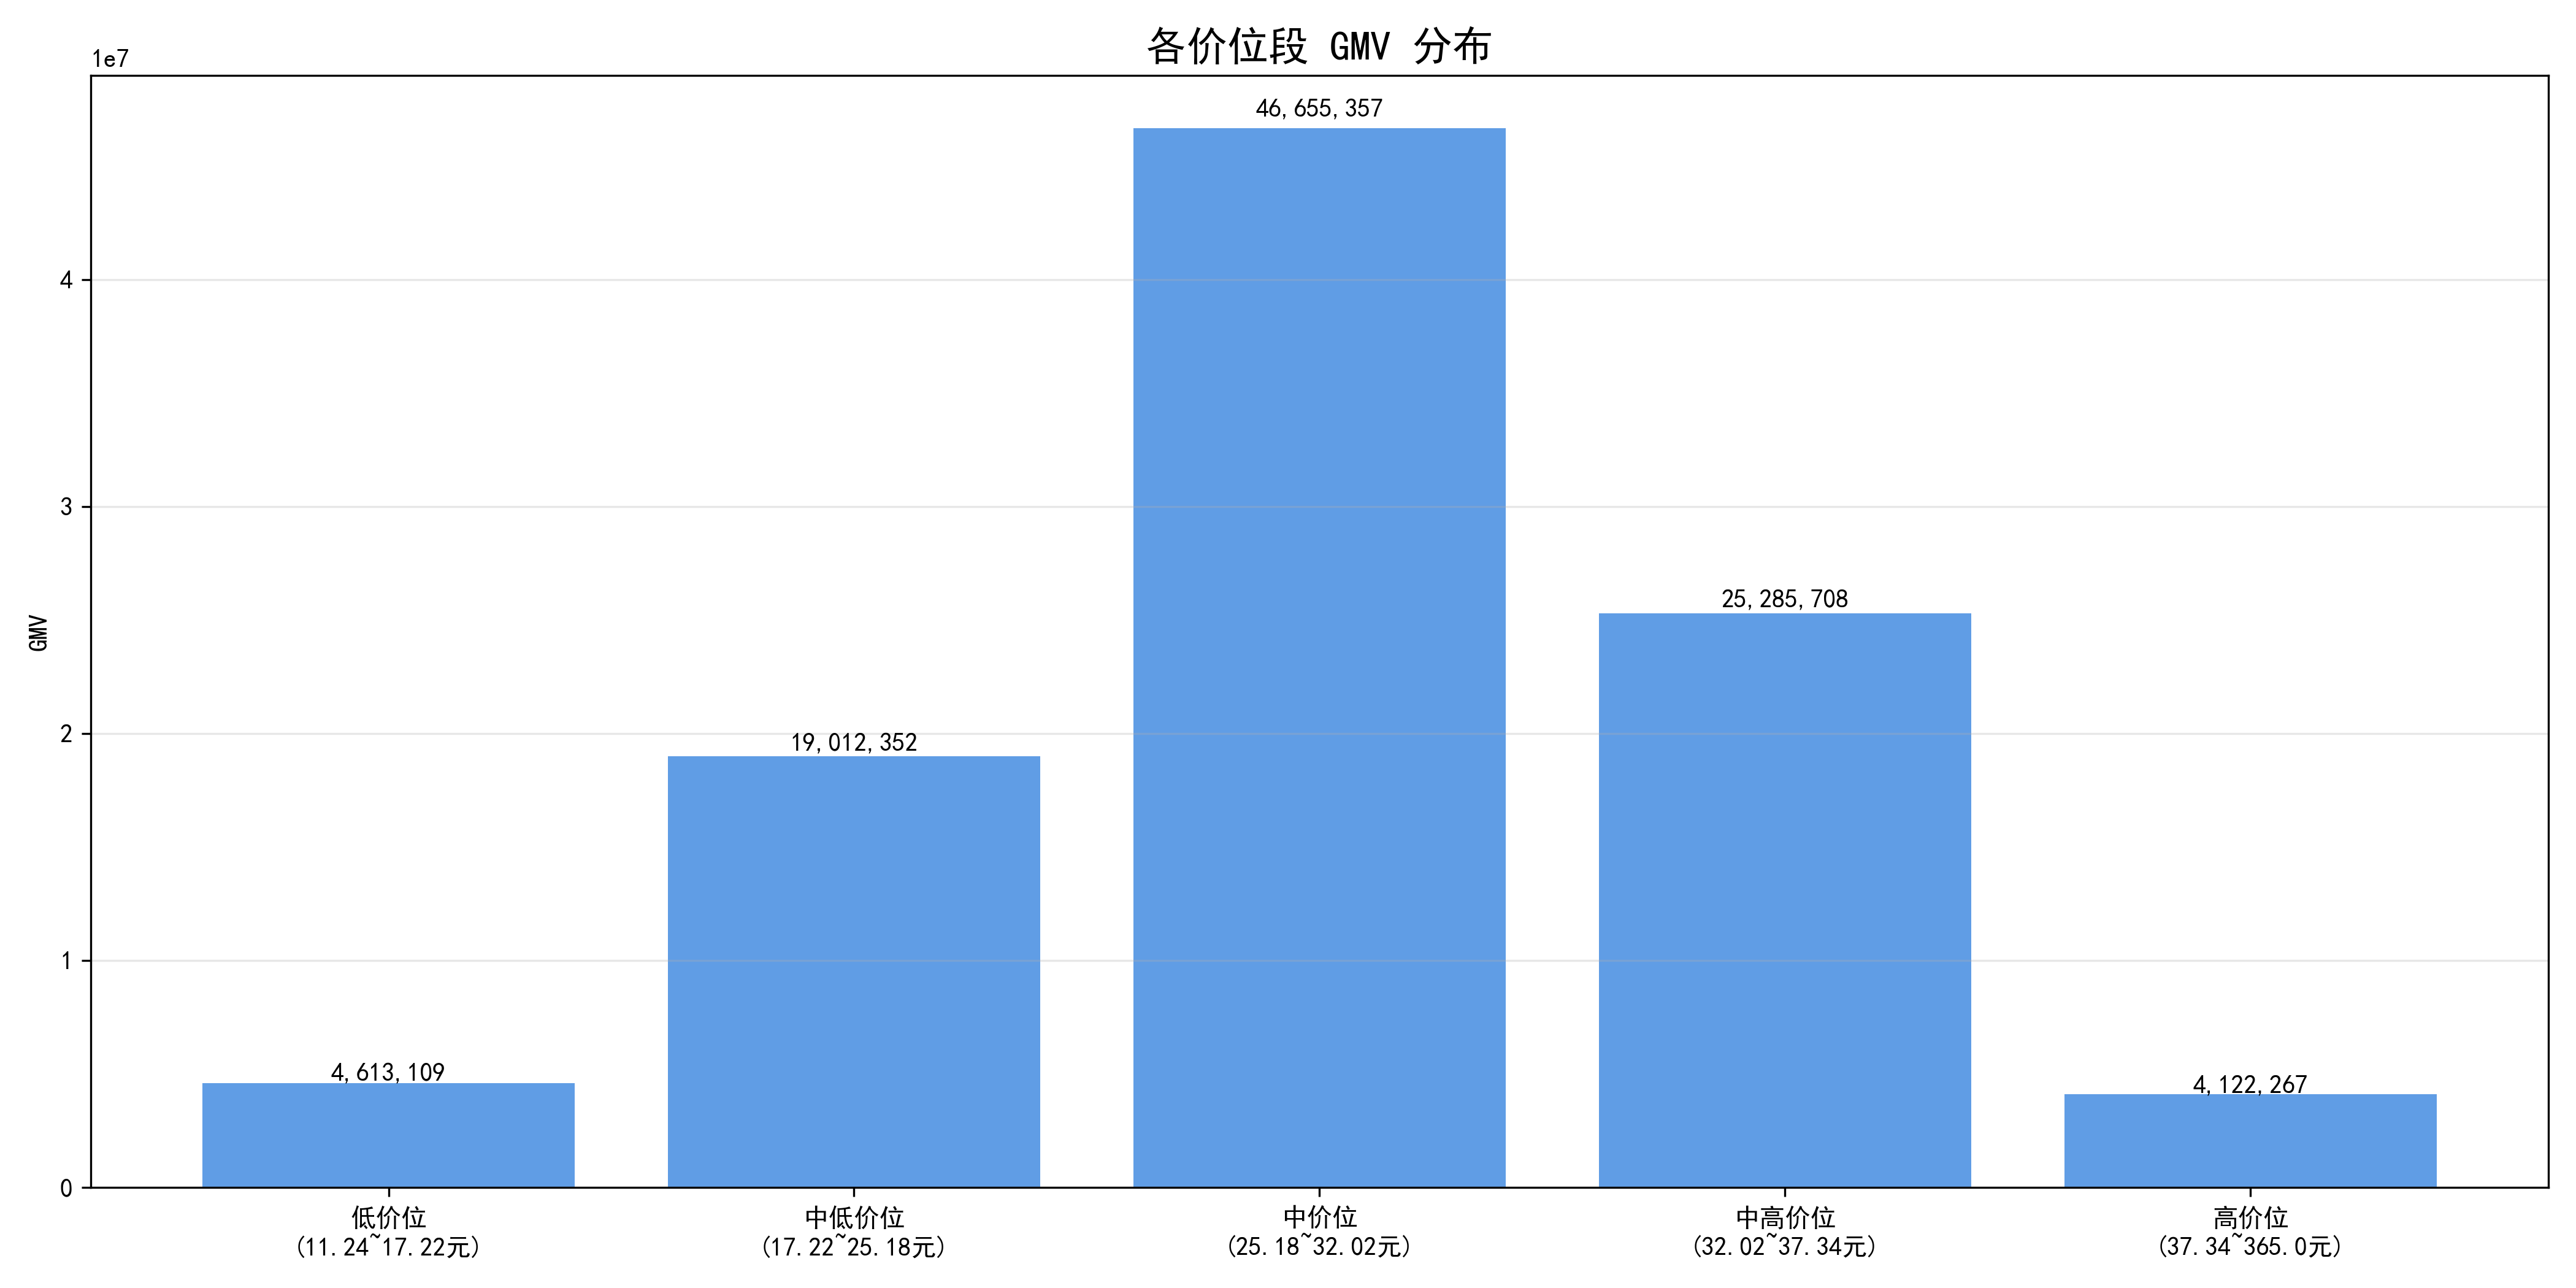 各价位段 GMV 分布
1e7
46,655,357
4
3
25,285,708
GMV
2
19,012,352
1
4,613,109
4,122,267
0
低价位
(11.24~17.22元)
中低价位
(17.22~25.18元)
中价位
(25.18~32.02元)
中高价位
(32.02~37.34元)
高价位
(37.34~365.0元)